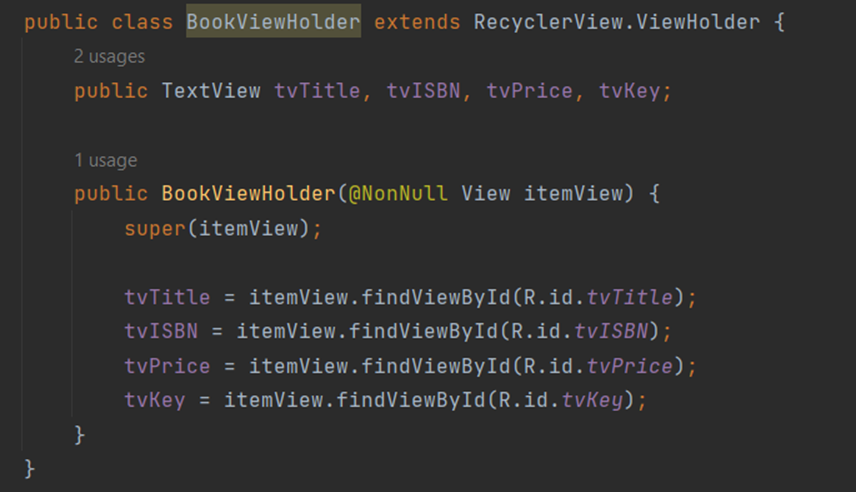 public class BookViewHolder extends RecyclerView.ViewHolder {
2 usages
public TextView tvTitle, tvISBN, tvPrice, tvKey;
1 usage
public BookViewHolder(@NonNull View itemView) {
super(itemView);
tvTitle = itemView.findViewById(R.id.tvTitle);
tvISBN = itemView.findViewById(R.id.tvISBN);
tvPrice = itemView.findViewById(R.id.tvPrice);
tvKey = itemView.findViewById(R.id.tvKey);
}
}